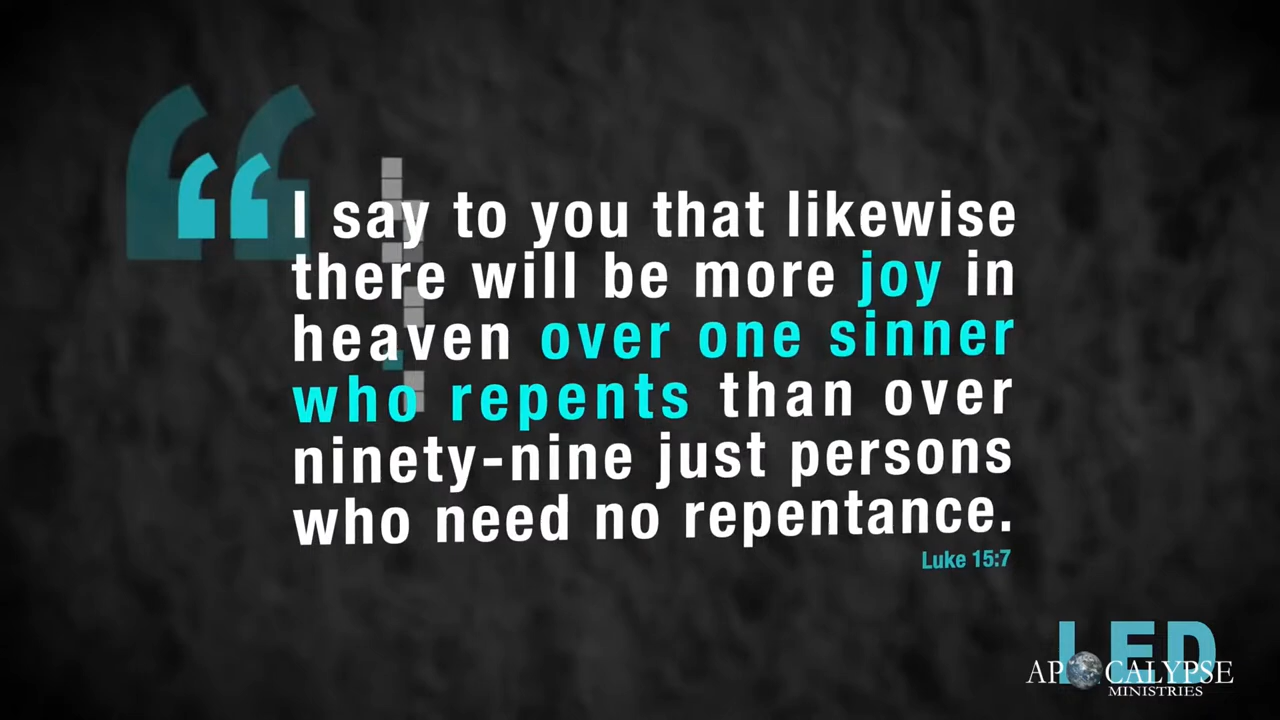 “
I say to you that likewise
there will be more joy in
heaven over one sinner
who repents than over
ninety-nine just persons
who need no repentance.
Luke 15:7
LED
APOCALYPSE
MINISTRIES